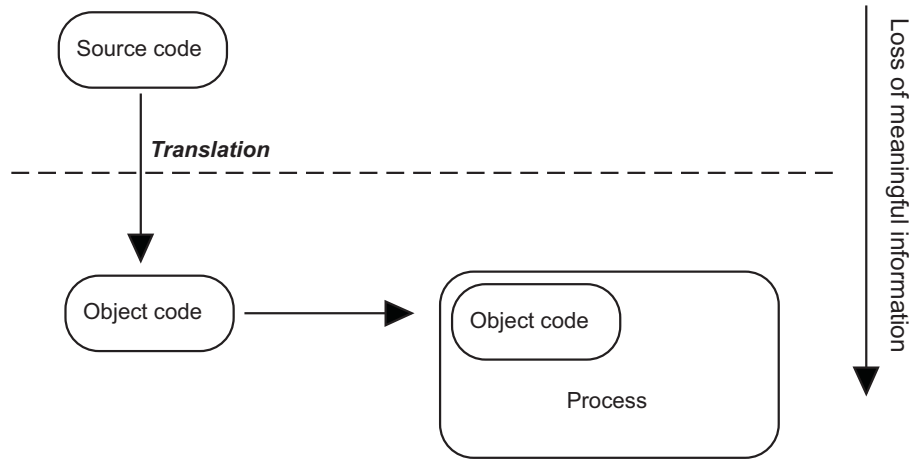 Source code
Translation
Object code
Object code
Process
Loss of meaningful information